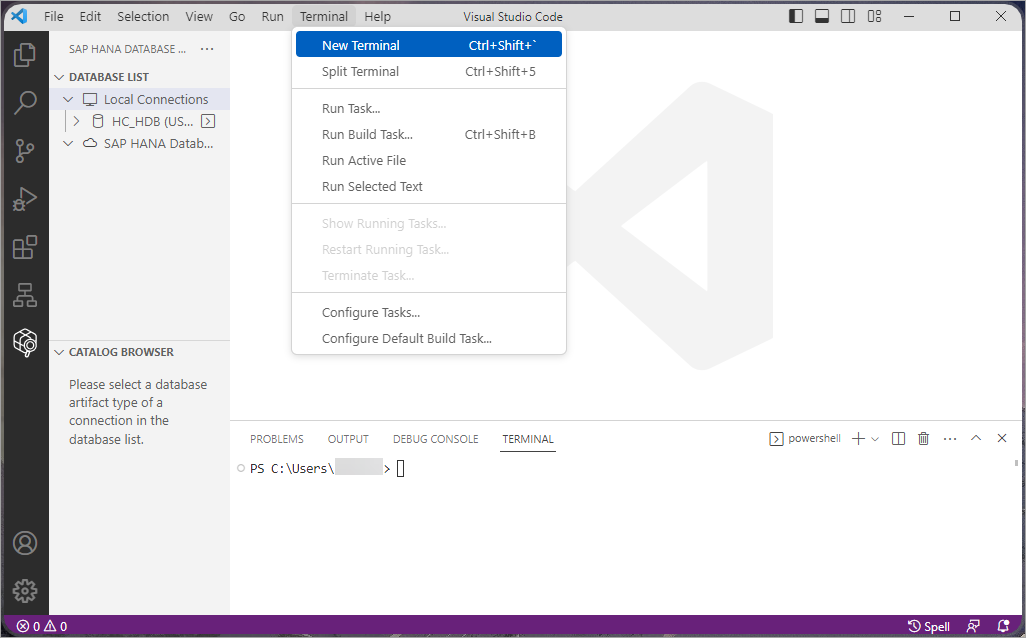 File Edit Selection View Go Run Terminal Help Visual Studio Code
SAP HANA DATABASE ... ...
DATABASE LIST
Local Connections
HC_HDB (US...
SAP HANA Datab...
New Terminal Ctrl+Shift+`
Split Terminal Ctrl+Shift+5
Run Task...
Run Build Task... Ctrl+Shift+B
Run Active File
Run Selected Text
Show Running Tasks...
Restart Running Task...
Terminate Task...
Configure Tasks...
Configure Default Build Task...
CATALOG BROWSER
Please select a database
artifact type of a
connection in the
database list.
PROBLEMS OUTPUT DEBUG CONSOLE TERMINAL powershell
PS C:\Users\ >
0 0 Spell